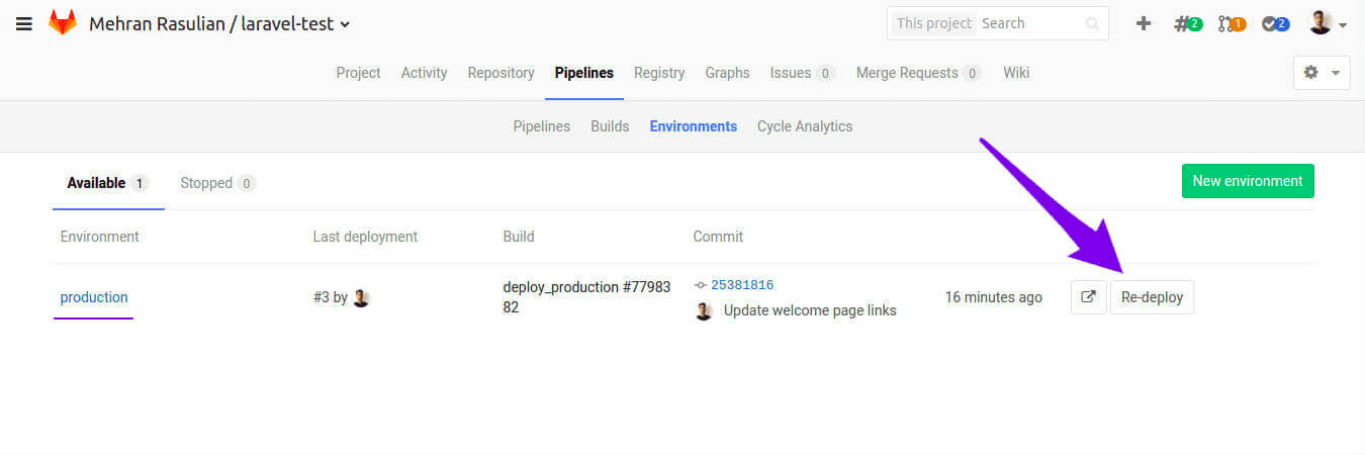 Mehran Rasulian / laravel-test
This project Search
2 1 2
Project Activity Repository Pipelines Registry Graphs Issues 0 Merge Requests 0 Wiki
Pipelines Builds Environments Cycle Analytics
Available 1 Stopped 0
New environment
Environment Last deployment Build Commit
production #3 by deploy_production #77983
82
25381816
Update welcome page links
16 minutes ago Re-deploy